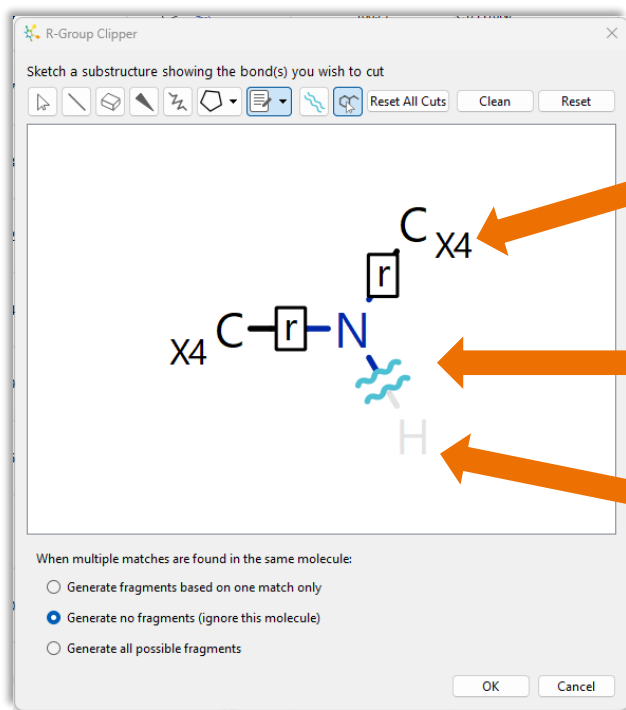 R-Group Clipper
Sketch a substructure showing the bond(s) you wish to cut
Reset All Cuts Clean Reset
C X4
r
X4 C r N
H
When multiple matches are found in the same molecule:
Generate fragments based on one match only
Generate no fragments (ignore this molecule)
Generate all possible fragments
OK Cancel